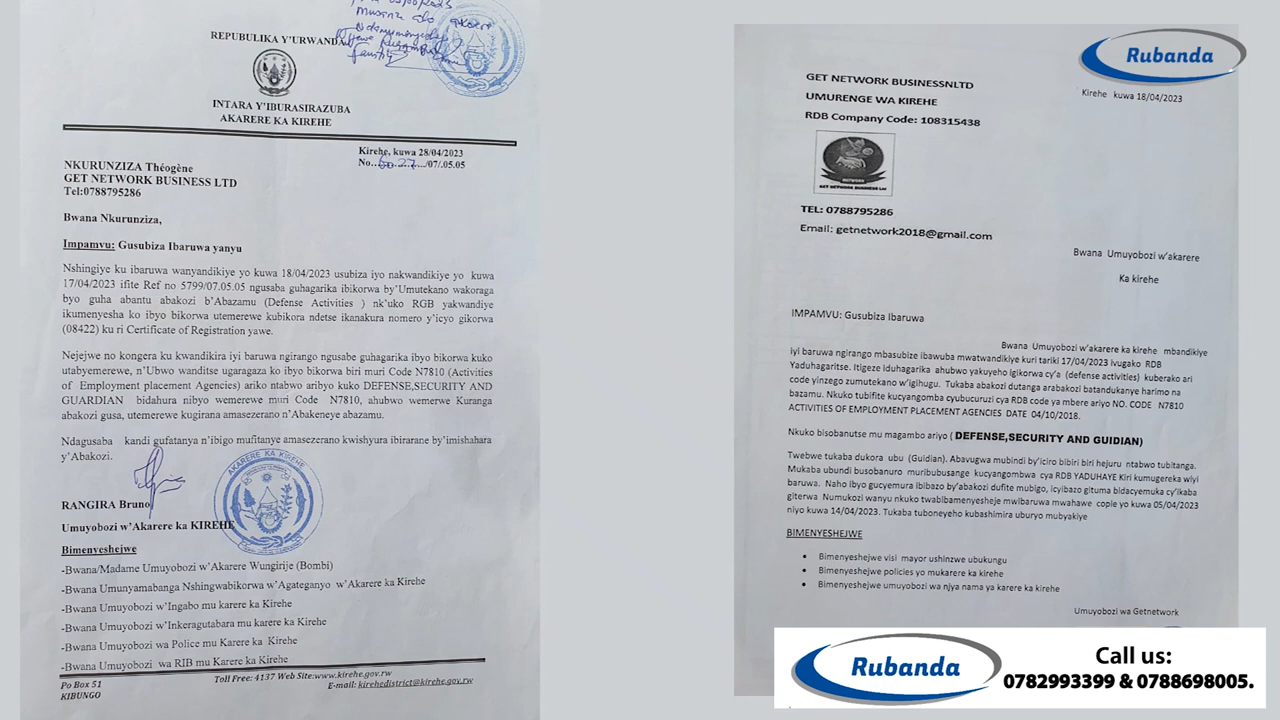 REPUBULIKA Y'URWANDA
INTARA Y'IBURASIRAZUBA
AKARERE KA KIREHE
Kirehe, kuwa 28/04/2023
No...6027..../07/.05.05
NKURUNZIZA Théogène
GET NETWORK BUSINESS LTD
Tel:0788795286
Bwana Nkurunziza,
Impamvu: Gusubiza Ibaruwa yanyu
Nshingiye ku ibaruwa wanyandikiye yo kuwa 18/04/2023 usubiza iyo nakwandikiye yo kuwa
17/04/2023 ifite Ref no 5799/07.05.05 ngusaba guhagarika ibikorwa by'Umutekano wakoraga
byo guha abantu abakozi b'Abazamu (Defense Activities ) nk'uko RGB yakwandiye
ikumenyesha ko ibyo bikorwa utemerewe kubikora ndetse ikanakura nomero y'icyo gikorwa
(08422) ku ri Certificate of Registration yawe.
Nejejwe no kongera ku kwandikira iyi baruwa ngirango ngusabe guhagarika ibyo bikorwa kuko
utabyemerewe, n'Ubwo wanditse ugaragaza ko ibyo bikorwa biri muri Code N7810 (Activities
of Employment placement Agencies) ariko ntabwo aribyo kuko DEFENSE,SECURITY AND
GUARDIAN bidahura nibyo wemerewe muri Code N7810, ahubwo wemerwe Kuranga
abakozi gusa, utemerewe kugirana amasezerano n'Abakeneye abazamu.
Ndagusaba kandi gufatanya n'ibigo mufitanye amasezerano kwishyura ibirarane by'imishahara
y'Abakozi.
AKARERE KA KIREHE
RANGIRA Bruno
Umuyobozi w'Akarere ka KIREHE
Bimenyeshejwe
-Bwana/Madame Umuyobozi w'Akarere Wungirije (Bombi)
-Bwana Umunyamabanga Nshingwabikorwa w'Agateganyo w'Akarere ka Kirehe
-Bwana Umuyobozi w'Ingabo mu karere ka Kirehe
-Bwana Umuyobozi w'Inkeragutabara mu karere ka Kirehe
-Bwana Umuyobozi wa Police mu Karere ka Kirehe
-Bwana Umuyobozi wa RIB mu Karere ka Kirehe
Po Box 51
KIBUNGO
Toll Free: 4137 Web Site:www.kirehe.gov.rw
E-mail: kirehedistrict@kirehe.gov.rw
Rubanda
GET NETWORK BUSINESSNLTD
UMURENGE WA KIREHE
RDB Company Code: 108315438
Kirehe kuwa 18/04/2023
NETWORK
GET NETWORK BUSINESS Ltd
TEL: 0788795286
Email: getnetwork2018@gmail.com
Bwana Umuyobozi w'akarere
Ka kirehe
IMPAMVU: Gusubiza Ibaruwa
Bwana Umuyobozi w'akarere ka kirehe mbandikiye
Iyi baruwa ngirango mbasubize ibawuba mwatwandikiye kuri tariki 17/04/2023 ivugako RDB
Yaduhagaritse. Itigeze iduhagarika ahubwo yakuyeho igikorwa cy'a (defense activities) kuberako ari
code yinzego zumutekano w'igihugu. Tukaba abakozi dutanga arabakozi batandukanye harimo na
bazamu. Nkuko tubifite kucyangomba cyubucuruzi cya RDB code ya mbere ariyo NO. CODE N7810
ACTIVITIES OF EMPLOYMENT PLACEMENT AGENCIES DATE 04/10/2018.
Nkuko bisobanutse mu magambo ariyo ( DEFENSE,SECURITY AND GUIDIAN)
Twebwe tukaba dukora ubu (Guidian). Abavugwa mubindi by'iciro bibiri biri hejuru ntabwo tubitanga.
Mukaba ubundi busobanuro muribubusange kucyangombwa cya RDB YADUHAYE Kiri kumugereka wiyi
baruwa. Naho ibyo gucyemura ibibazo by'abakozi dufite mubigo, icyibazo gituma bidacyemuka cy'ikaba
giterwa Numukozi wanyu nkuko twabibamenyesheje mwibaruwa mwahawe copie yo kuwa 05/04/2023
niyo kuwa 14/04/2023. Tukaba tuboneyeho kubashimira uburyo mubyakiye
BIMENYESHEJWE
• Bimenyeshejwe visi mayor ushinzwe ubukungu
• Bimenyeshejwe policies yo mukarere ka kirehe
• Bimenyeshejwe umuyobozi wa njya nama ya karere ka kirehe
Umuyobozi wa Getnetwork
Rubanda
Call us:
0782993399 & 0788698005.